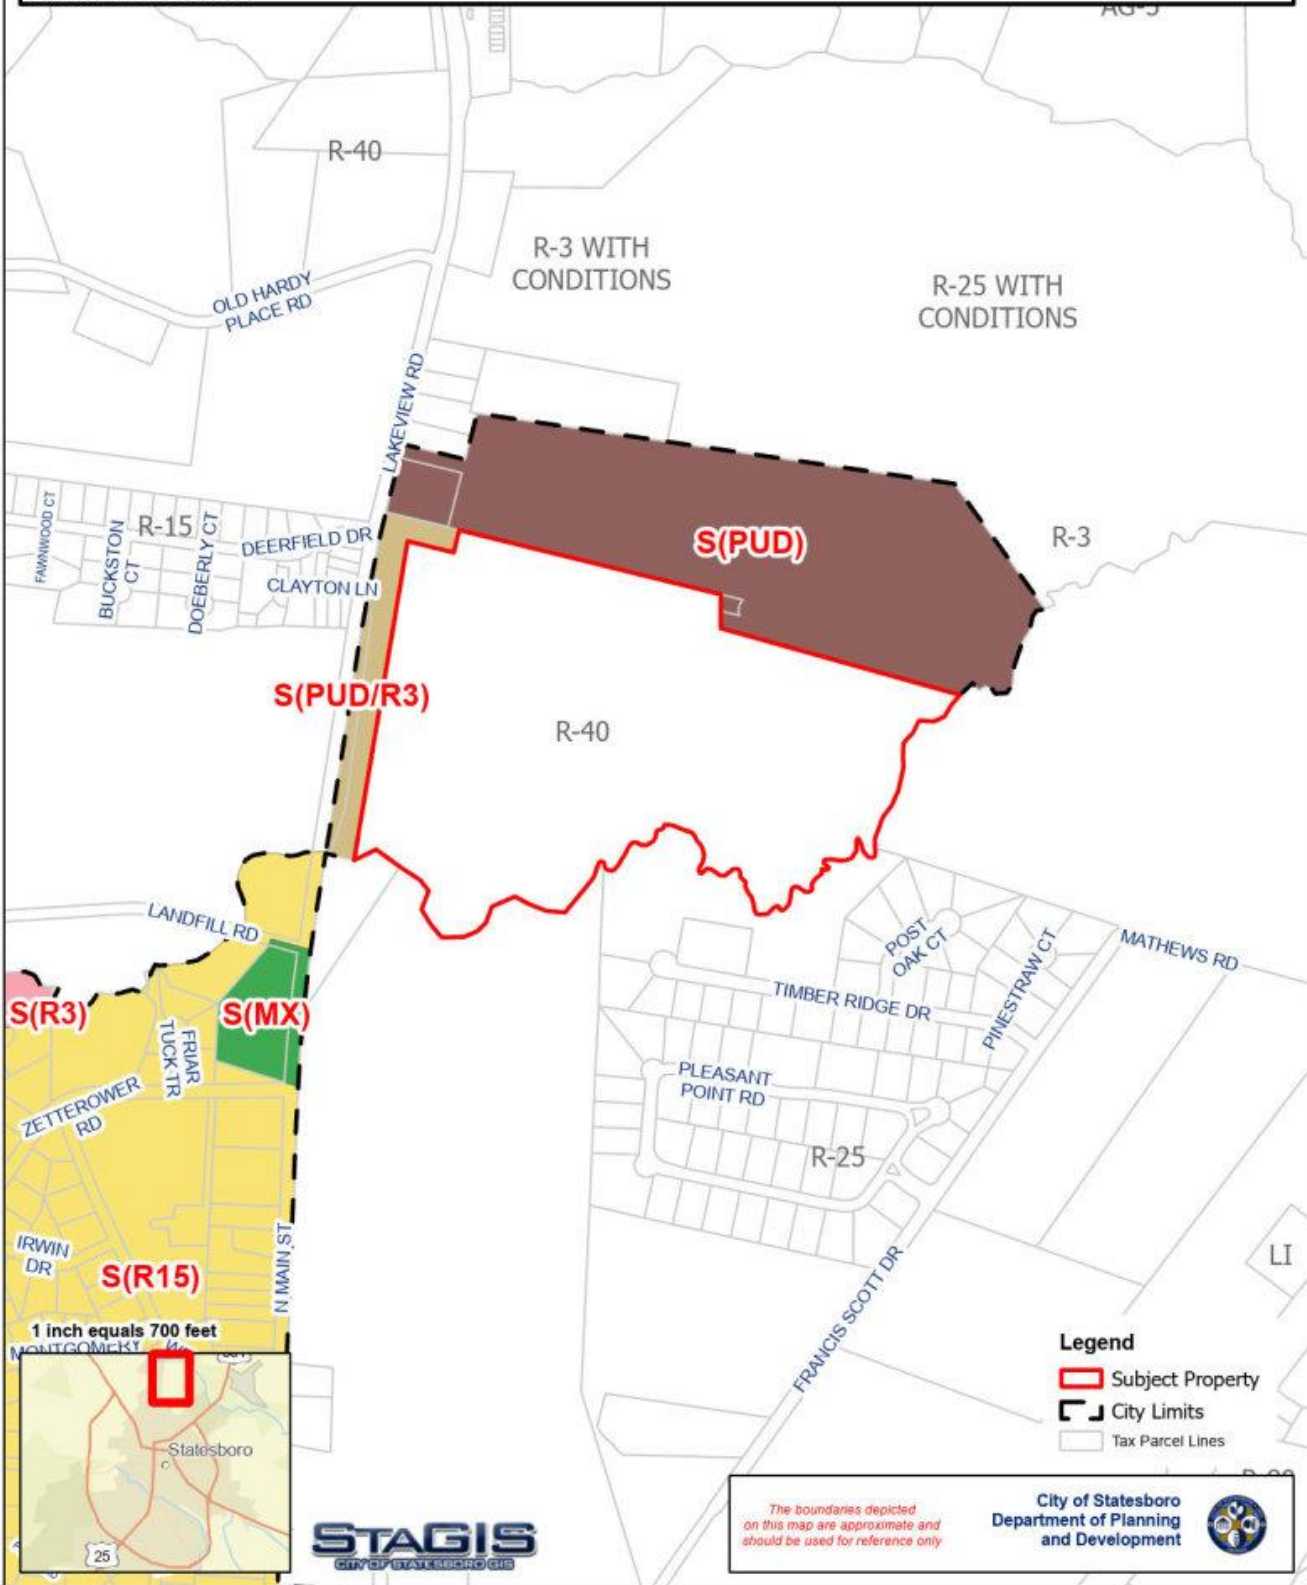 R-40
R-3 WITH
CONDITIONS
R-25 WITH
CONDITIONS
OLD HARDY
PLACE RD
LAKEVIEW RD
FAWNWOOD CT
BUCKSTON
CT
R-15
DOEBERLY CT
DEERFIELD DR
CLAYTON LN
S(PUD)
R-3
S(PUD/R3)
R-40
LANDFILL RD
POST
OAK CT
PINESTRAW CT
MATHEWS RD
S(R3)
S(MX)
TIMBER RIDGE DR
FRIAR
TUCK TR
PLEASANT
POINT RD
ZETTEROWER
RD
R-25
IRWIN
DR
S(R15)
N MAIN ST
LI
FRANCIS SCOTT DR
1 inch equals 700 feet
MONTGOMERY
Statesboro
25
Legend
Subject Property
City Limits
Tax Parcel Lines
STAGIS
CITY OF STATESBORO GIS
The boundaries depicted
on this map are approximate and
should be used for reference only
City of Statesboro
Department of Planning
and Development